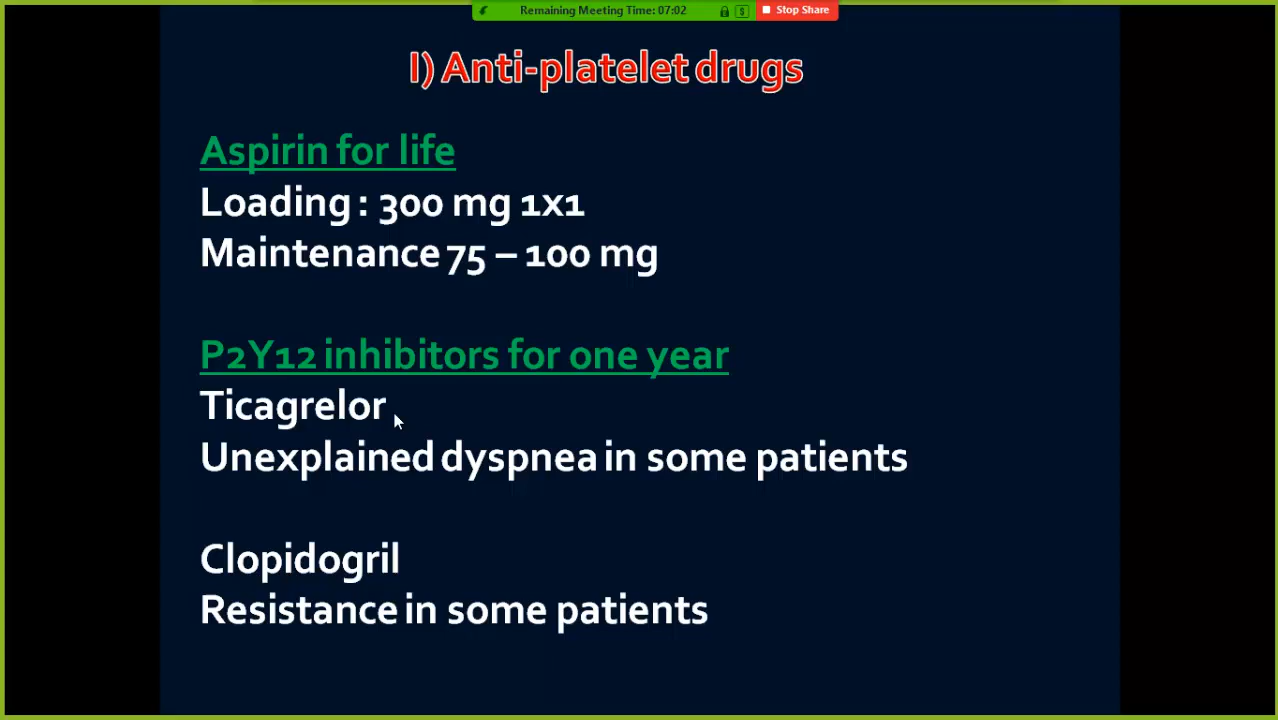 Remaining Meeting Time: 07:02 Stop Share
I) Anti-platelet drugs
Aspirin for life
Loading : 300 mg 1x1
Maintenance 75 – 100 mg
P2Y12 inhibitors for one year
Ticagrelor
Unexplained dyspnea in some patients
Clopidogril
Resistance in some patients